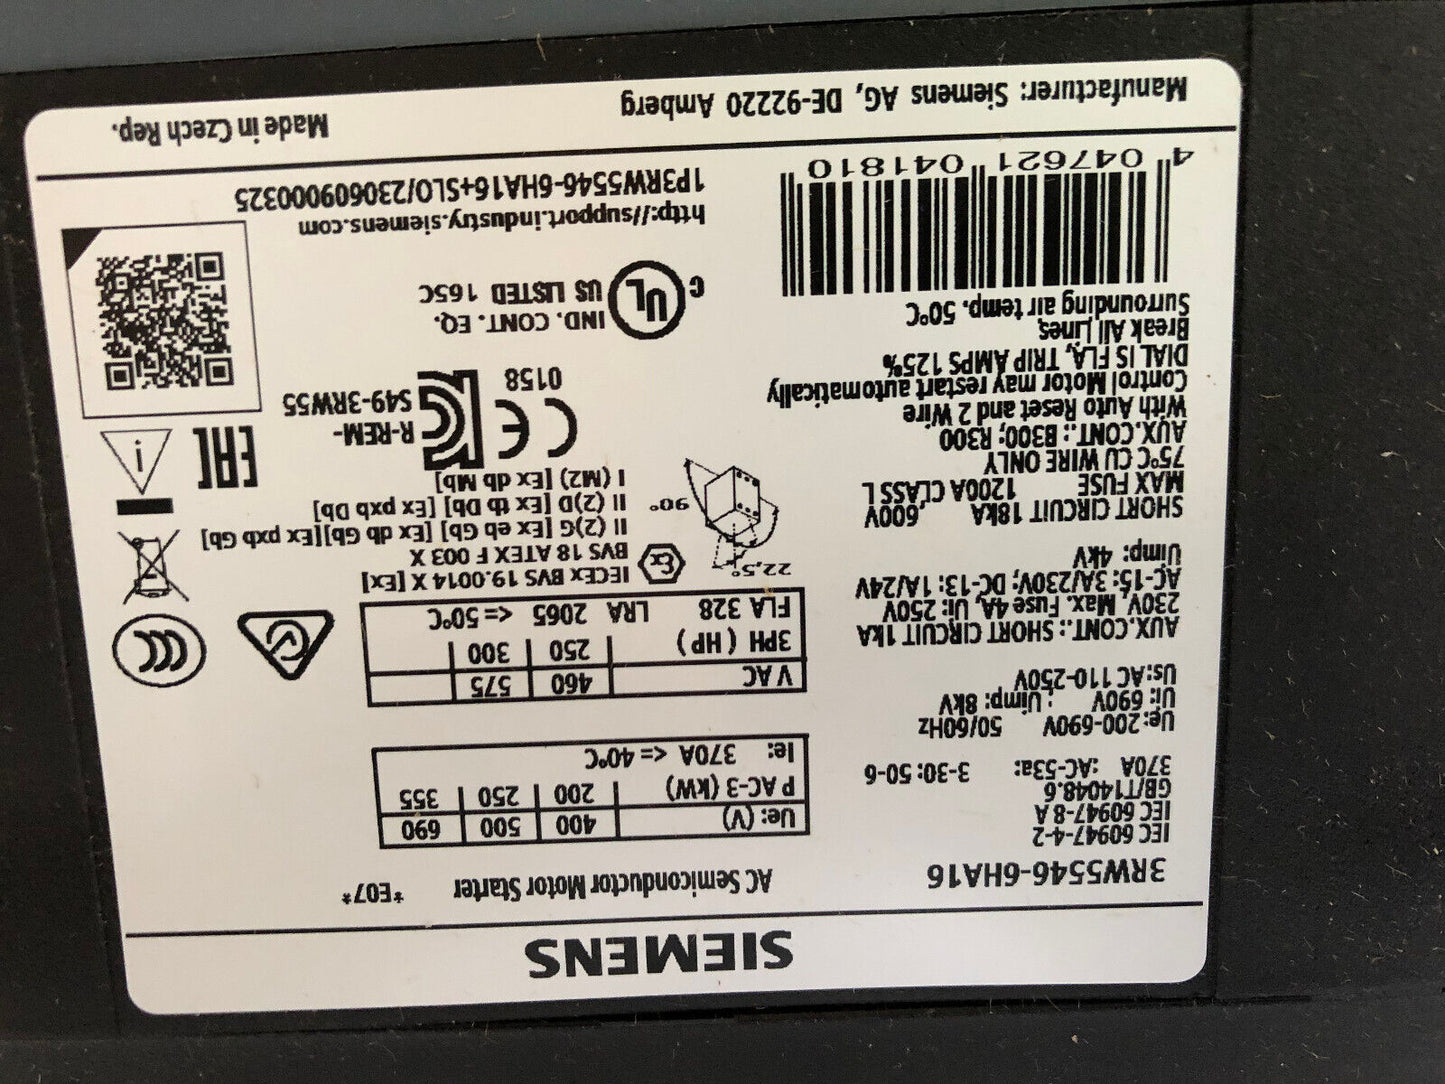 SIEMENS
3RW5546-6HA16
AC Semiconductor Motor Starter
*E07*
IEC 60947-4-2
IEC 60947-8 A
GB/T14048.6
370A :AC-53a: 3-30: 50-6
Ue: 200-690V 50/60Hz
Ui: 690V Uimp: 8kV
Us: AC 110-250V
AUX.CONT.: SHORT CIRCUIT 1kA
230V, Max. Fuse 4A, Ui: 250V
AC-15: 3A/230V; DC-13: 1A/24V
Uimp: 4kV
SHORT CIRCUIT 18kA ,600V
MAX FUSE 1200A CLASS L
75°C CU WIRE ONLY
AUX.CONT.: B300; R300
With Auto Reset and 2 Wire
Control Motor may restart automatically
DIAL IS FLA, TRIP AMPS 125%
Break All Lines
Surrounding air temp. 50°C
4 047621 041810
Ue: (V) 400 500 690
P AC-3 (kW) 200 250 355
Ie: 370A <= 40°C
V AC 460 575
3PH ( HP ) 250 300
FLA 328 LRA 2065 <= 50°C
22,5°
90°
Ex
IECEx BVS 19.0014 X [Ex]
BVS 18 ATEX F 003 X
II (2)G [Ex eb Gb] [Ex db Gb][Ex pxb Gb]
II (2)D [Ex tb Db] [Ex pxb Db]
I (M2) [Ex db Mb]
CCC
CE
0158
R-REM-
S49-3RW55
EAC
i
IND. CONT. EQ.
c UL US LISTED 165C
http://support.industry.siemens.com
1P3RW5546-6HA16+SLO/230609000325
Manufacturer: Siemens AG, DE-92220 Amberg
Made in Czech Rep.